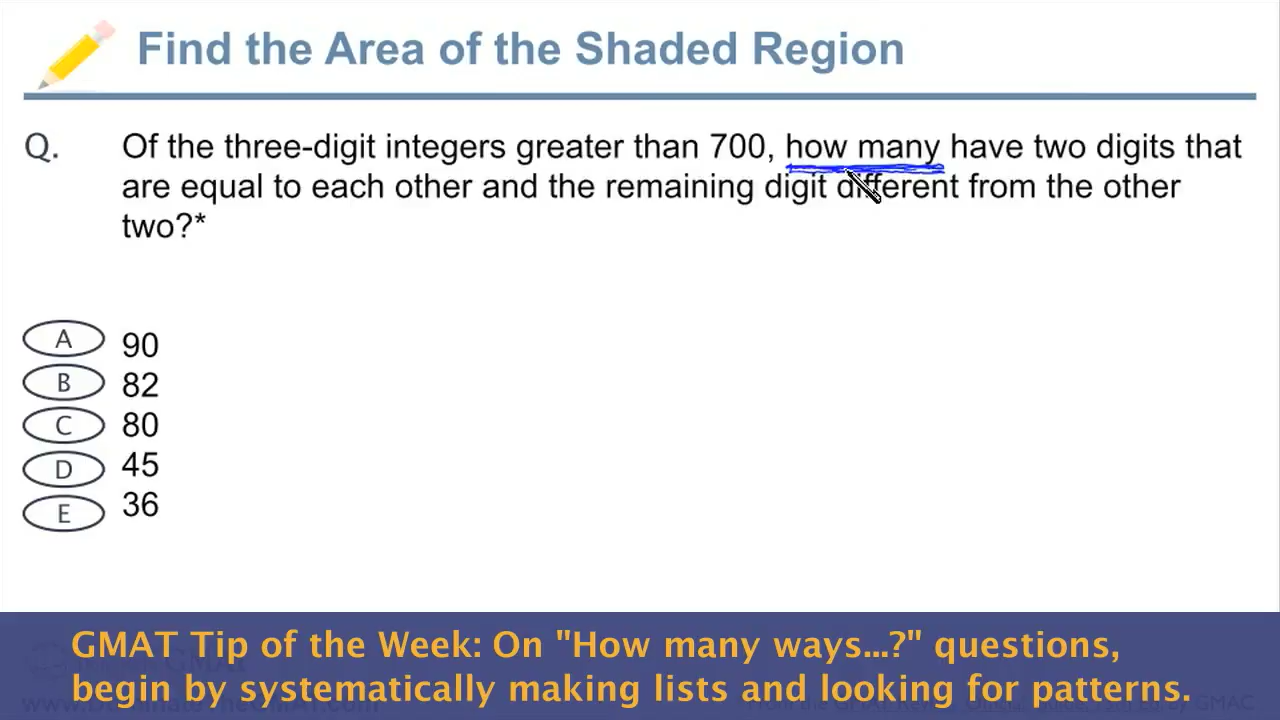 Find the Area of the Shaded Region
Q. Of the three-digit integers greater than 700, how many have two digits that
are equal to each other and the remaining digit different from the other
two?*
A 90
B 82
C 80
D 45
E 36
GMAT Tip of the Week: On "How many ways...?" questions,
begin by systematically making lists and looking for patterns.